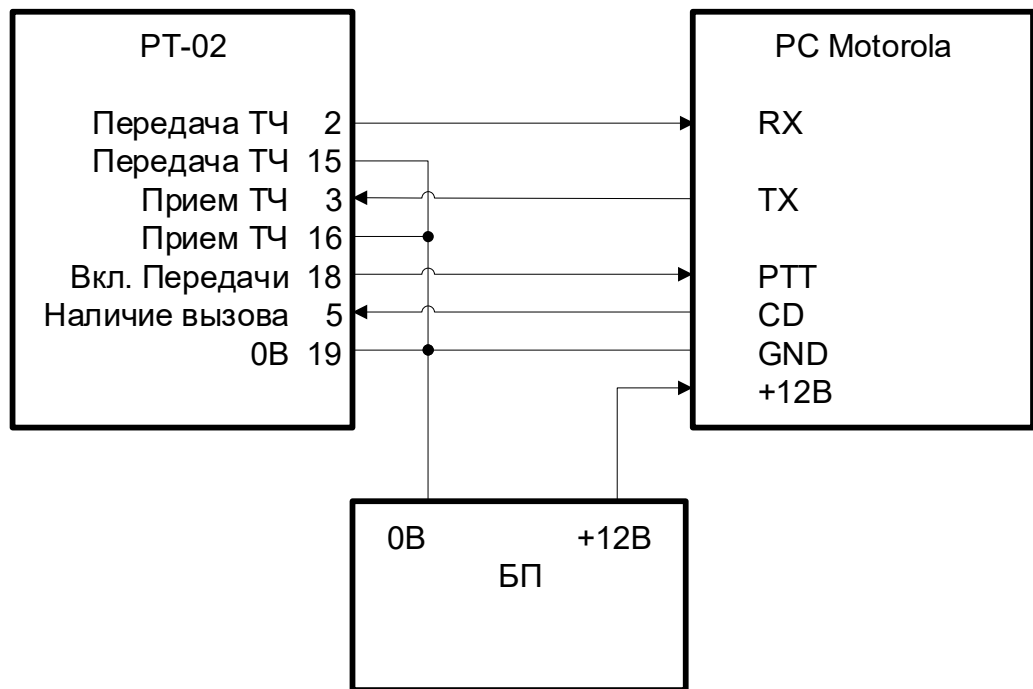 РТ-02
Передача ТЧ 2
Передача ТЧ 15
Прием ТЧ 3
Прием ТЧ 16
Вкл. Передачи 18
Наличие вызова 5
0В 19
РС Motorola
RX
TX
PTT
CD
GND
+12В
0В +12В
БП